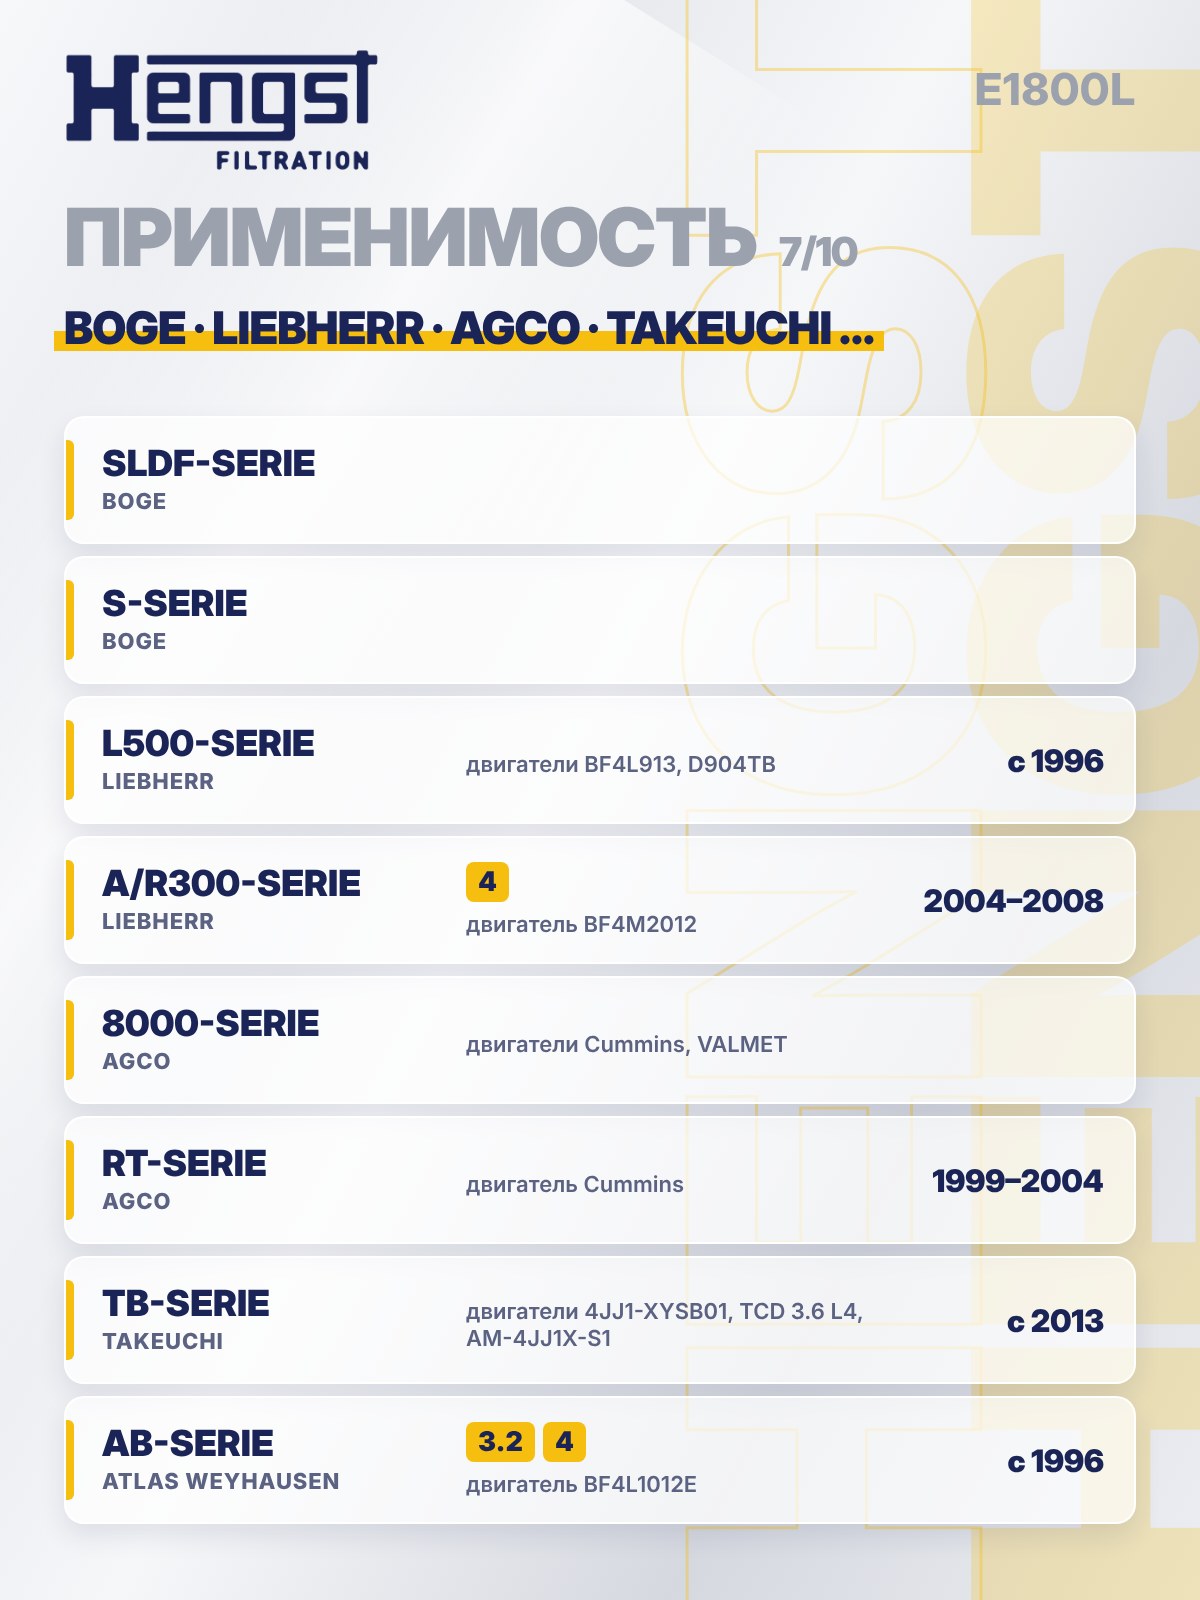 Hengst
FILTRATION
E1800L
ПРИМЕНИМОСТЬ 7/10
BOGE · LIEBHERR · AGCO · TAKEUCHI ...
SLDF-SERIE
BOGE
S-SERIE
BOGE
L500-SERIE
LIEBHERR
двигатели BF4L913, D904TB
с 1996
A/R300-SERIE
LIEBHERR
4
двигатель BF4M2012
2004–2008
8000-SERIE
AGCO
двигатели Cummins, VALMET
RT-SERIE
AGCO
двигатель Cummins
1999–2004
TB-SERIE
TAKEUCHI
двигатели 4JJ1-XYSB01, TCD 3.6 L4,
AM-4JJ1X-S1
с 2013
AB-SERIE
ATLAS WEYHAUSEN
3.2 4
двигатель BF4L1012E
с 1996
HENGST
HENGST